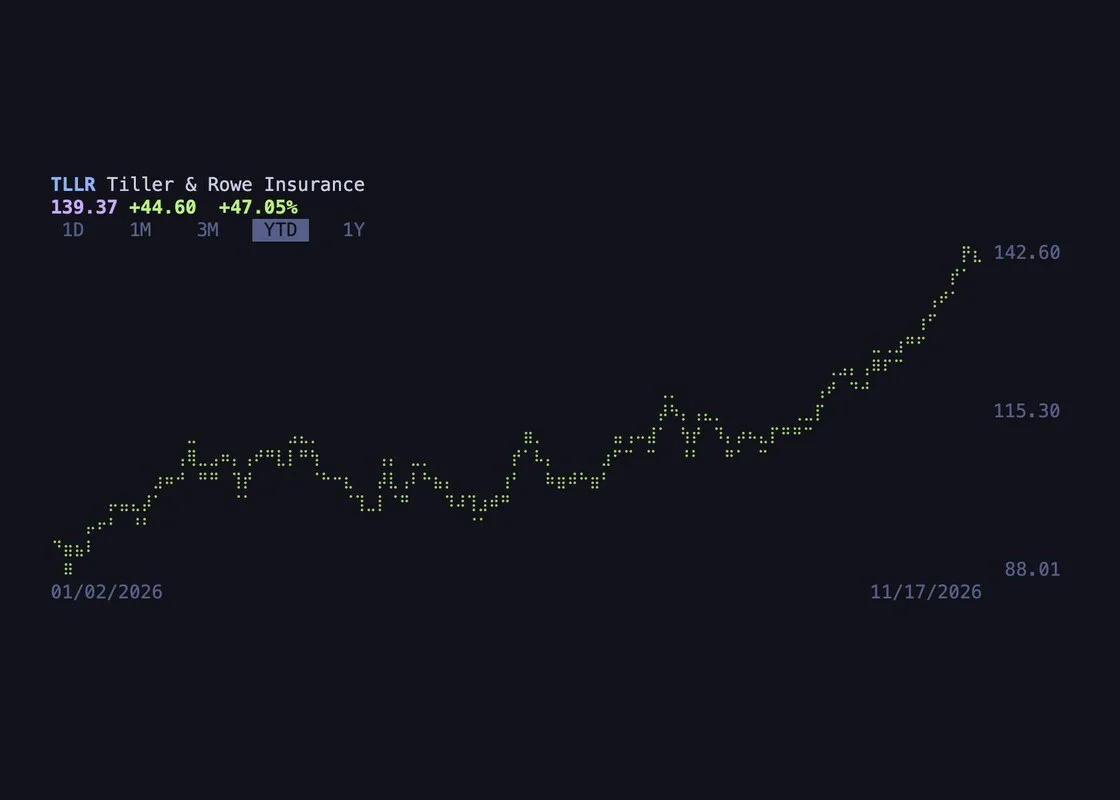 TLLR Tiller & Rowe Insurance
139.37 +44.60 +47.05%
1D 1M 3M YTD 1Y
142.60
115.30
88.01
01/02/2026 11/17/2026